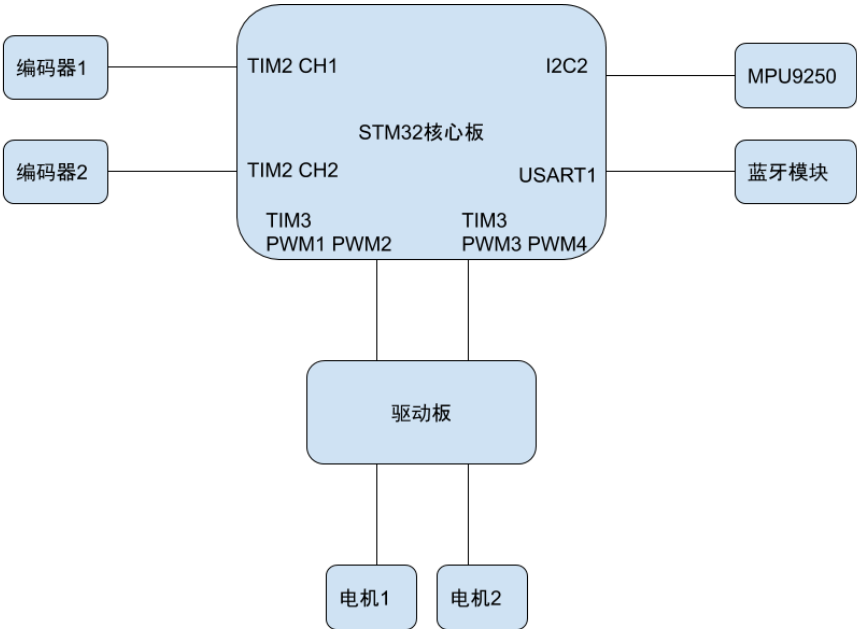 编码器1
TIM2 CH1
I2C2
MPU9250
STM32核心板
编码器2
TIM2 CH2
USART1
蓝牙模块
TIM3
PWM1 PWM2
TIM3
PWM3 PWM4
驱动板
电机1
电机2